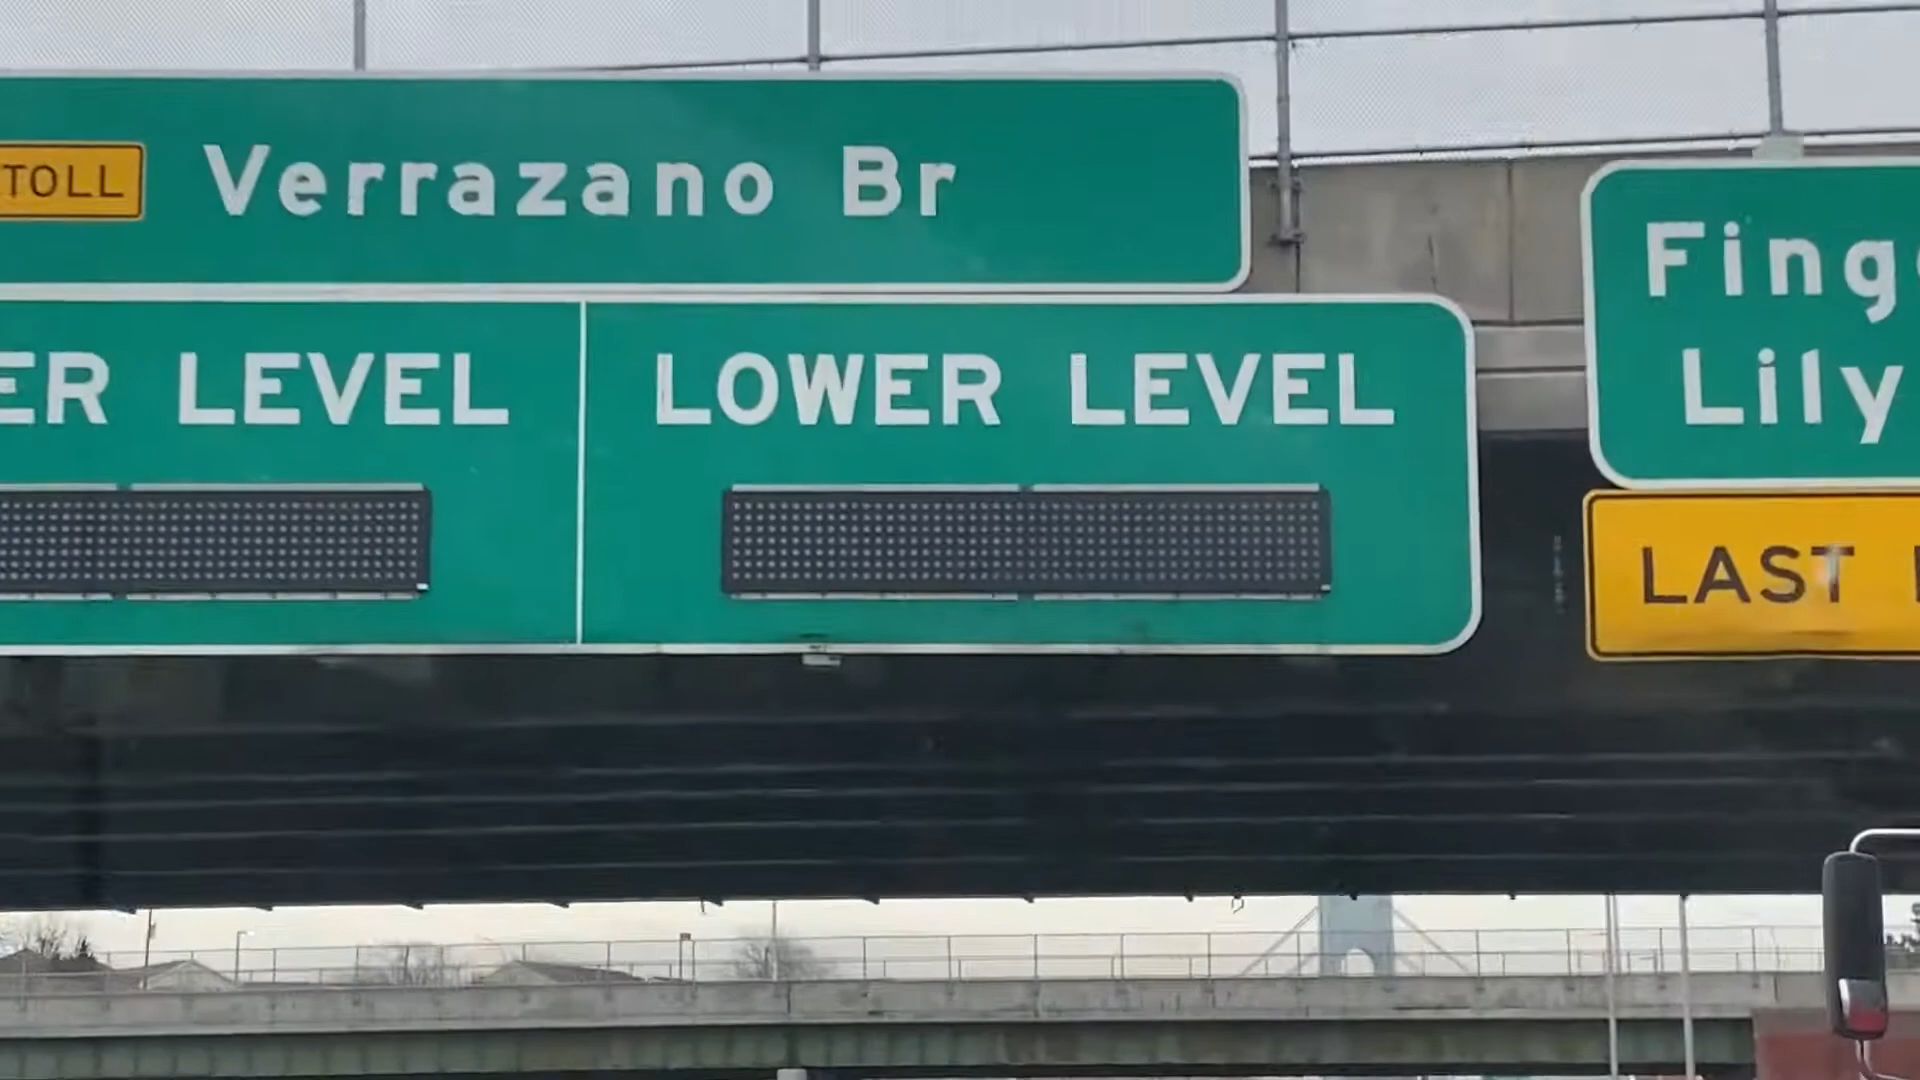 TOLL Verrazano Br
ER LEVEL
LOWER LEVEL
Fing
Lily
LAST